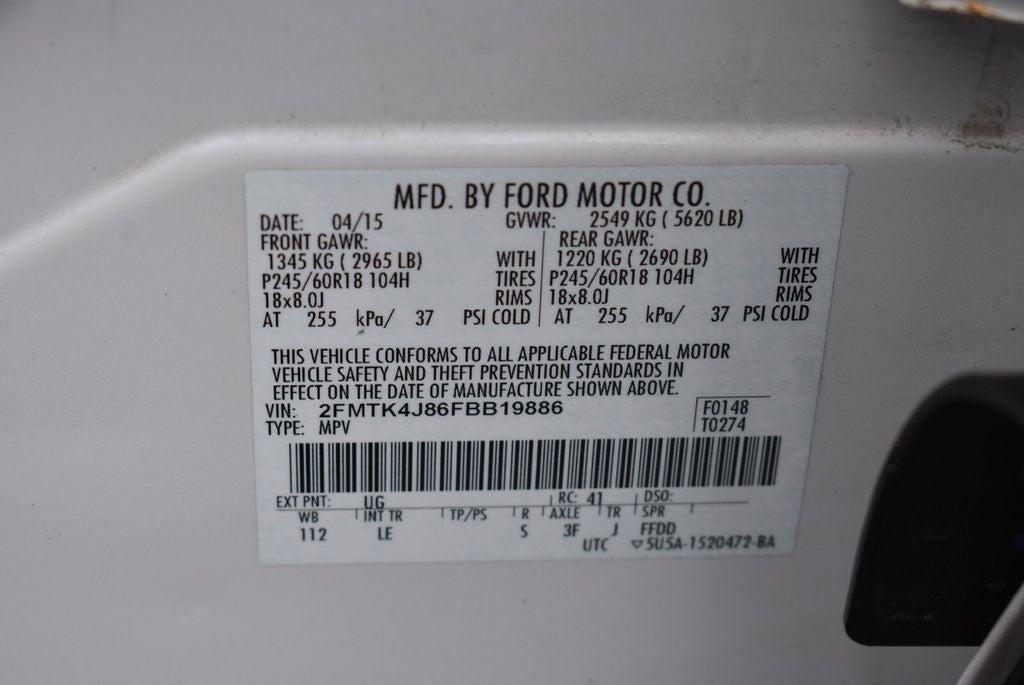 MFD. BY FORD MOTOR CO.
DATE: 04/15 GVWR: 2549 KG ( 5620 LB)
FRONT GAWR: REAR GAWR:
1345 KG ( 2965 LB) WITH 1220 KG ( 2690 LB) WITH
P245/60R18 104H TIRES P245/60R18 104H TIRES
18x8.0J RIMS 18x8.0J RIMS
AT 255 kPa/ 37 PSI COLD AT 255 kPa/ 37 PSI COLD
THIS VEHICLE CONFORMS TO ALL APPLICABLE FEDERAL MOTOR
VEHICLE SAFETY AND THEFT PREVENTION STANDARDS IN
EFFECT ON THE DATE OF MANUFACTURE SHOWN ABOVE.
VIN: 2FMTK4J86FBB19886 F0148
TYPE: MPV T0274
EXT PNT: UG RC: 41 DSO:
WB INT TR TP/PS R AXLE TR SPR
112 LE S 3F J FFDD
UTC ▽5U5A-1520472-BA